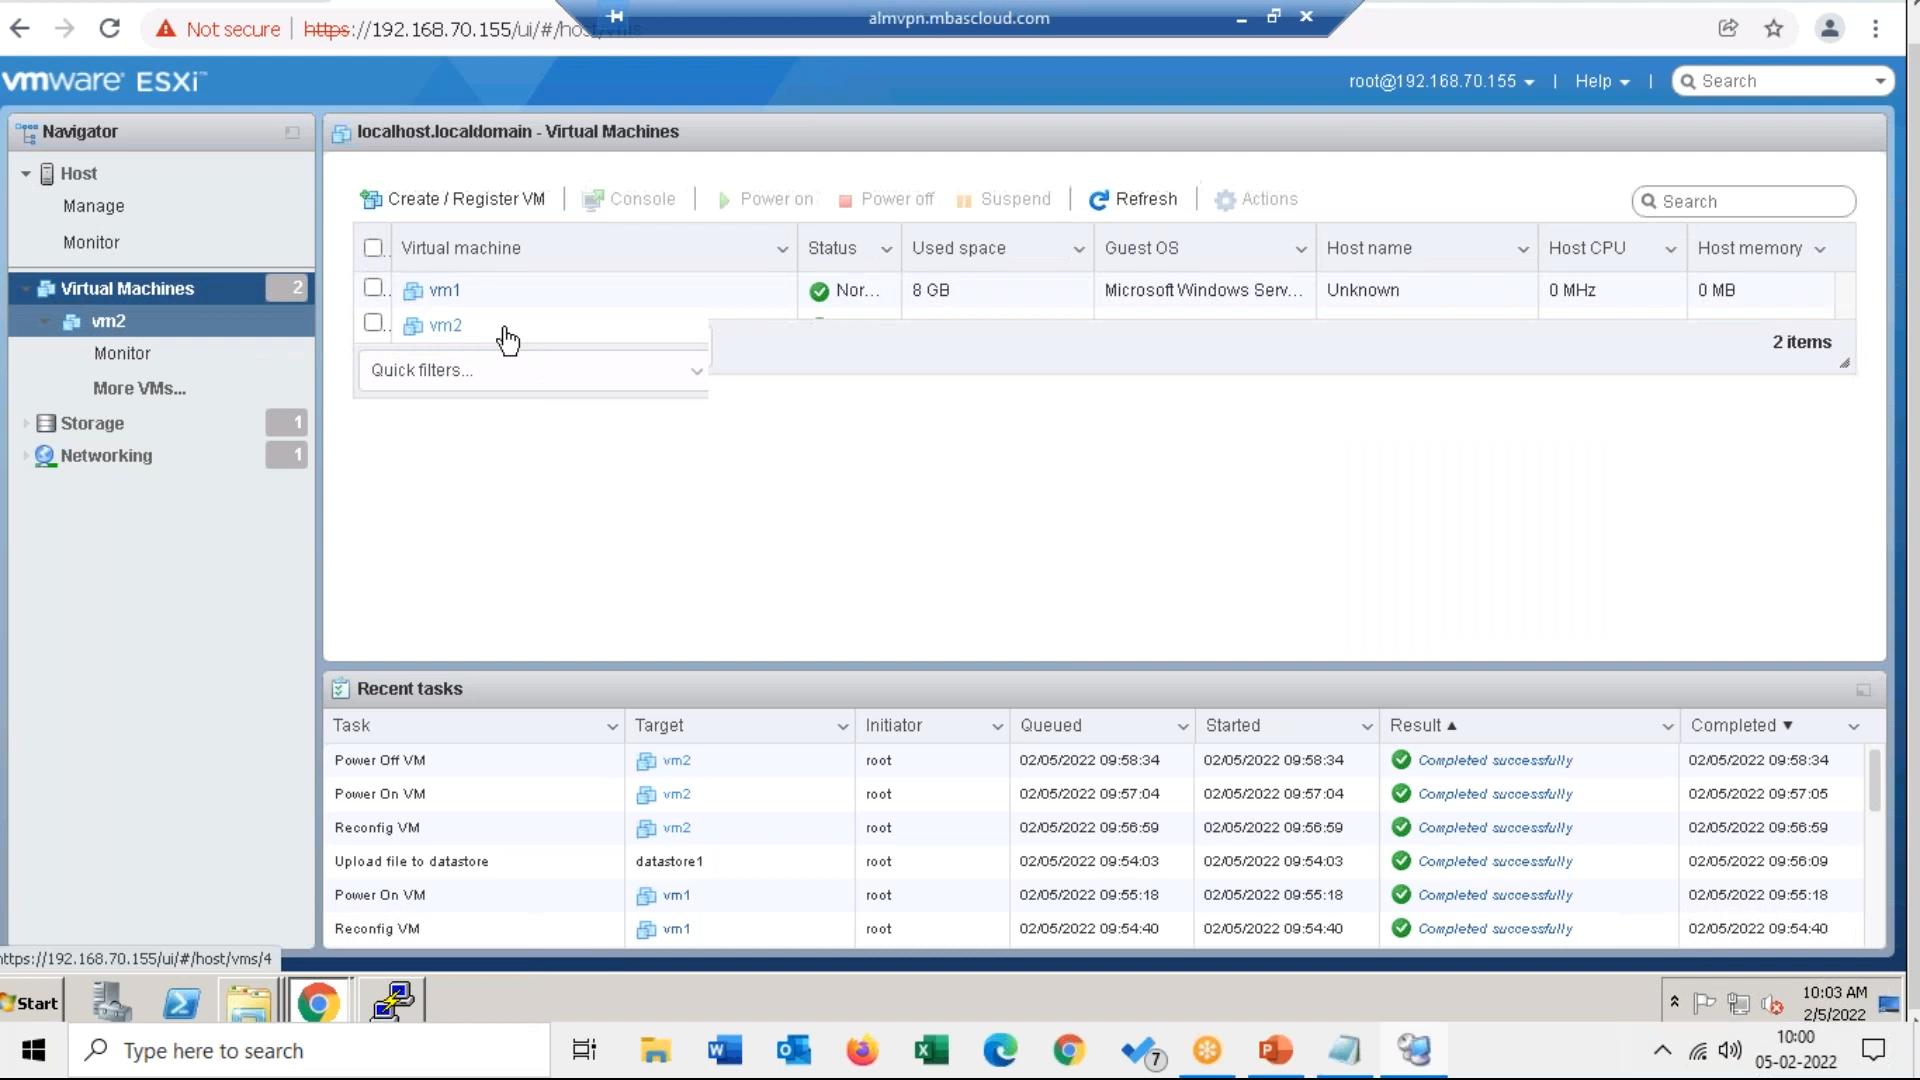 almvpn.mbascloud.com
Not secure
https://192.168.70.155/ui/#/host/vms
vmware ESXi™
root@192.168.70.155
|
Help
|
Search
Navigator
localhost.localdomain - Virtual Machines
Host
Manage
Monitor
Virtual Machines
2
vm2
Monitor
More VMs...
Storage
1
Networking
1
Create / Register VM
Console
Power on
Power off
Suspend
Refresh
Actions
Search
Virtual machine
Status
Used space
Guest OS
Host name
Host CPU
Host memory
vm1
Nor...
8 GB
Microsoft Windows Serv...
Unknown
0 MHz
0 MB
vm2
2 items
Quick filters...
Recent tasks
Task
Target
Initiator
Queued
Started
Result ▲
Completed ▼
Power Off VM
vm2
root
02/05/2022 09:58:34
02/05/2022 09:58:34
Completed successfully
02/05/2022 09:58:34
Power On VM
vm2
root
02/05/2022 09:57:04
02/05/2022 09:57:04
Completed successfully
02/05/2022 09:57:05
Reconfig VM
vm2
root
02/05/2022 09:56:59
02/05/2022 09:56:59
Completed successfully
02/05/2022 09:56:59
Upload file to datastore
datastore1
root
02/05/2022 09:54:03
02/05/2022 09:54:03
Completed successfully
02/05/2022 09:56:09
Power On VM
vm1
root
02/05/2022 09:55:18
02/05/2022 09:55:18
Completed successfully
02/05/2022 09:55:18
Reconfig VM
vm1
root
02/05/2022 09:54:40
02/05/2022 09:54:40
Completed successfully
02/05/2022 09:54:40
https://192.168.70.155/ui/#/host/vms/4
Start
10:03 AM
2/5/2022
Type here to search
7
10:00
05-02-2022